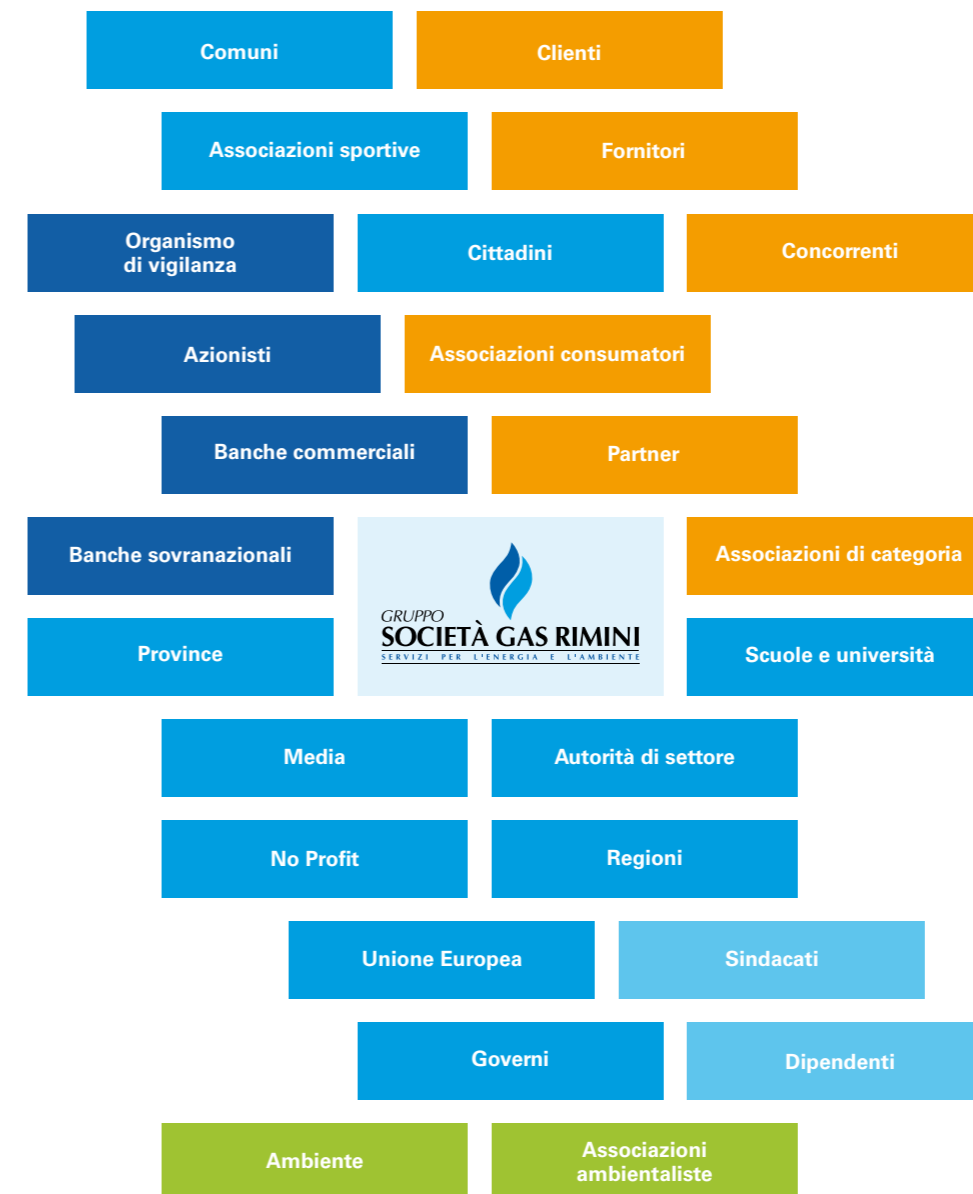 Comuni
Clienti
Associazioni sportive
Fornitori
Organismo
di vigilanza
Cittadini
Concorrenti
Azionisti
Associazioni consumatori
Banche commerciali
Partner
Banche sovranazionali
GRUPPO
SOCIETÀ GAS RIMINI
SERVIZI PER L'ENERGIA E L'AMBIENTE
Associazioni di categoria
Province
Scuole e università
Media
Autorità di settore
No Profit
Regioni
Unione Europea
Sindacati
Governi
Dipendenti
Ambiente
Associazioni
ambientaliste